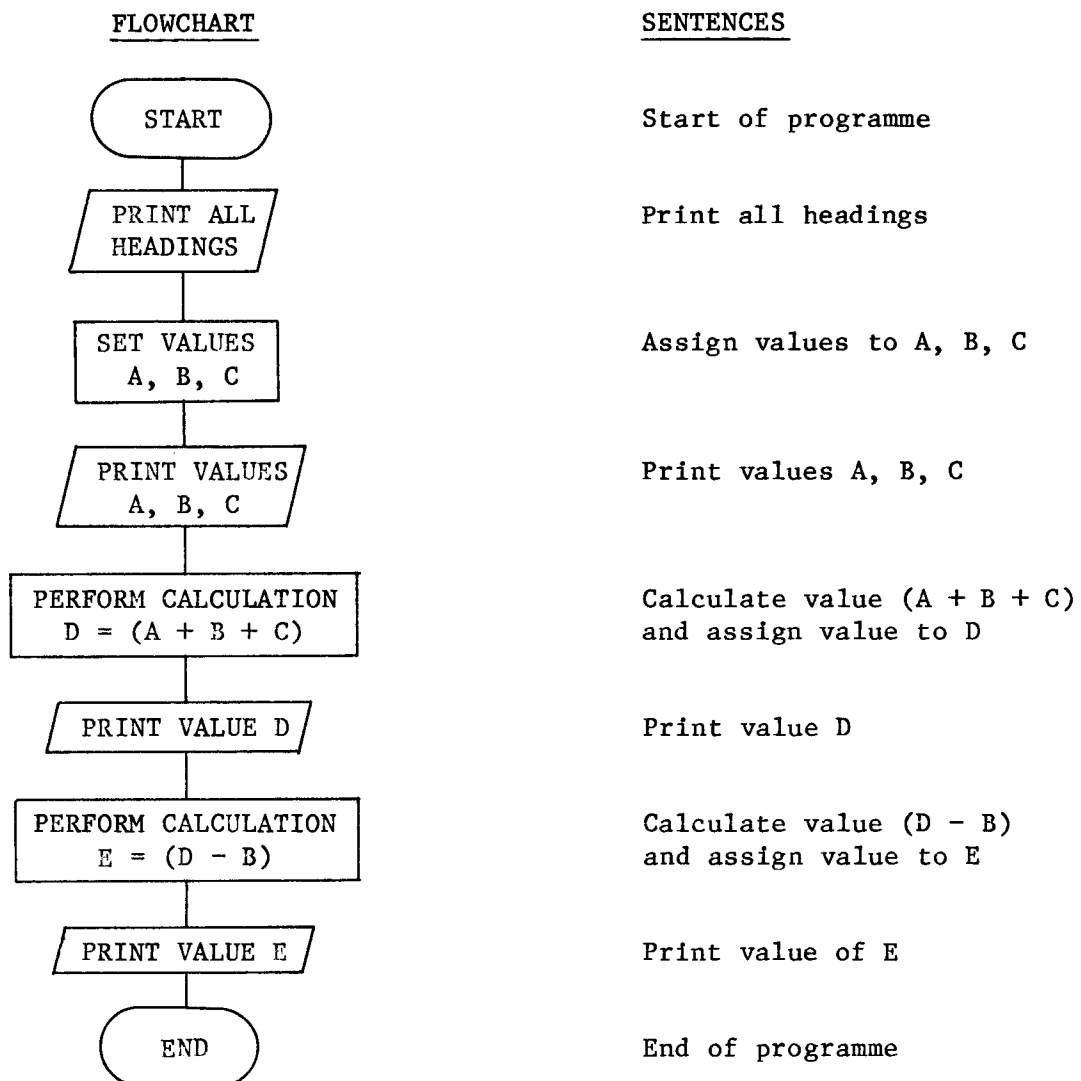 FLOWCHART
SENTENCES
START
Start of programme
PRINT ALL
HEADINGS
Print all headings
SET VALUES
A, B, C
Assign values to A, B, C
PRINT VALUES
A, B, C
Print values A, B, C
PERFORM CALCULATION
D = (A + B + C)
Calculate value (A + B + C)
and assign value to D
PRINT VALUE D
Print value D
PERFORM CALCULATION
E = (D − B)
Calculate value (D − B)
and assign value to E
PRINT VALUE E
Print value of E
END
End of programme